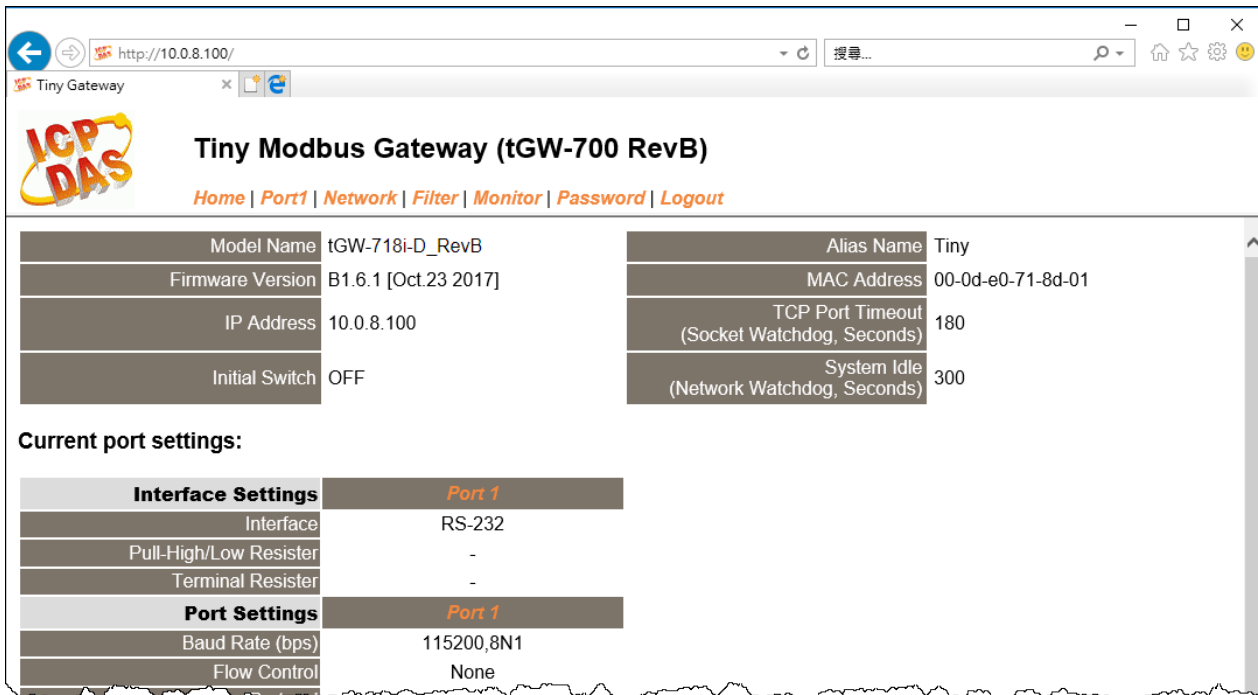 http://10.0.8.100/
搜尋...
Tiny Gateway
ICP DAS
Tiny Modbus Gateway (tGW-700 RevB)
Home | Port1 | Network | Filter | Monitor | Password | Logout
Model Name tGW-718i-D_RevB Alias Name Tiny
Firmware Version B1.6.1 [Oct.23 2017] MAC Address 00-0d-e0-71-8d-01
IP Address 10.0.8.100 TCP Port Timeout
(Socket Watchdog, Seconds) 180
Initial Switch OFF System Idle
(Network Watchdog, Seconds) 300
Current port settings:
Interface Settings Port 1
Interface RS-232
Pull-High/Low Resister -
Terminal Resister -
Port Settings Port 1
Baud Rate (bps) 115200,8N1
Flow Control None